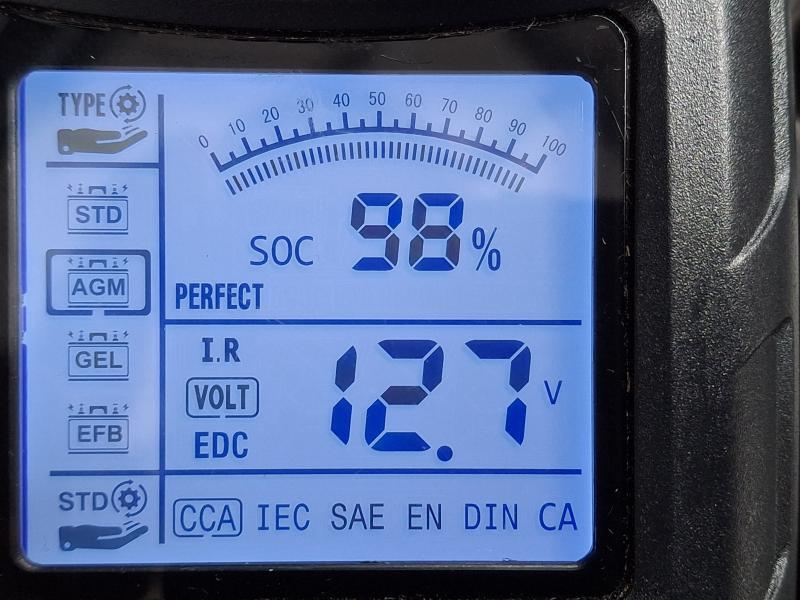 TYPE
0 10 20 30 40 50 60 70 80 90 100
STD
SOC 98%
AGM
PERFECT
GEL
I.R
VOLT
12.7 V
EFB
EDC
STD
CCA IEC SAE EN DIN CA